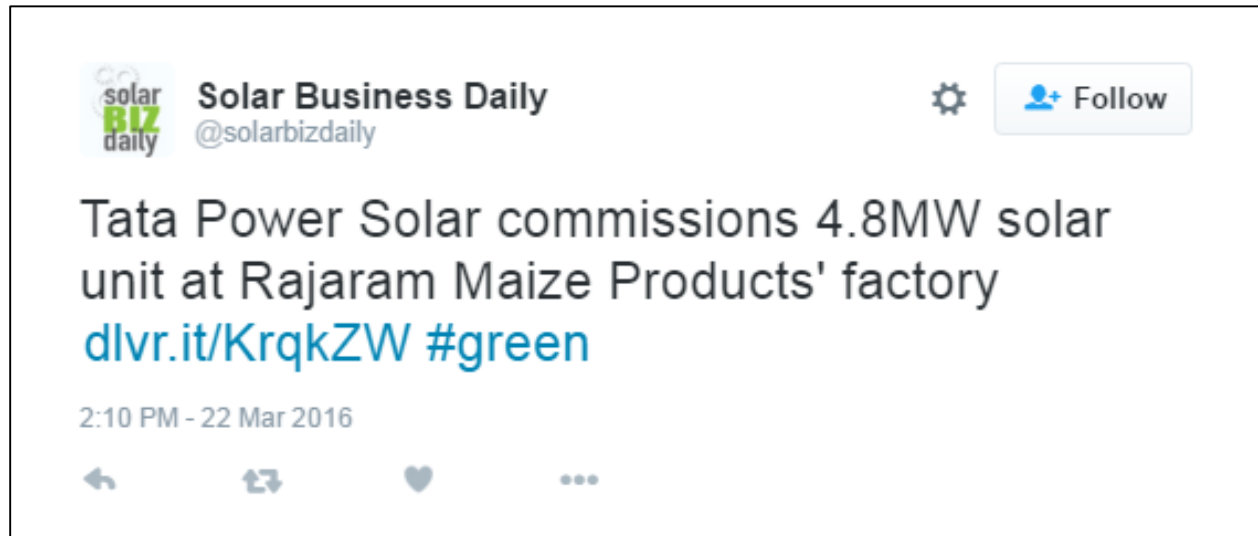 solar
BIZ
daily
Solar Business Daily
@solarbizdaily
Follow
Tata Power Solar commissions 4.8MW solar
unit at Rajaram Maize Products' factory
dlvr.it/KrqkZW #green
2:10 PM - 22 Mar 2016